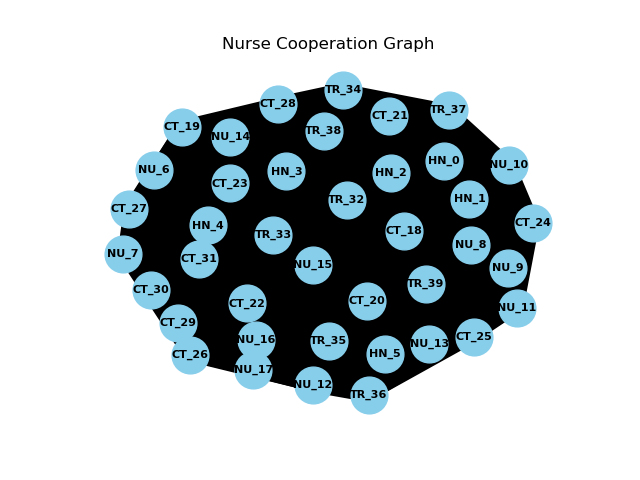 Nurse Cooperation Graph
TR_34
CT_28
TR_37
CT_21
CT_19
TR_38
NU_14
HN_0
NU_10
NU_6
HN_3
HN_2
CT_23
HN_1
TR_32
CT_27
CT_24
HN_4
CT_18
TR_33
NU_8
NU_7
CT_31
NU_15
NU_9
TR_39
CT_30
CT_20
CT_22
NU_11
CT_29
CT_25
NU_16
TR_35
NU_13
CT_26
HN_5
NU_17
NU_12
TR_36